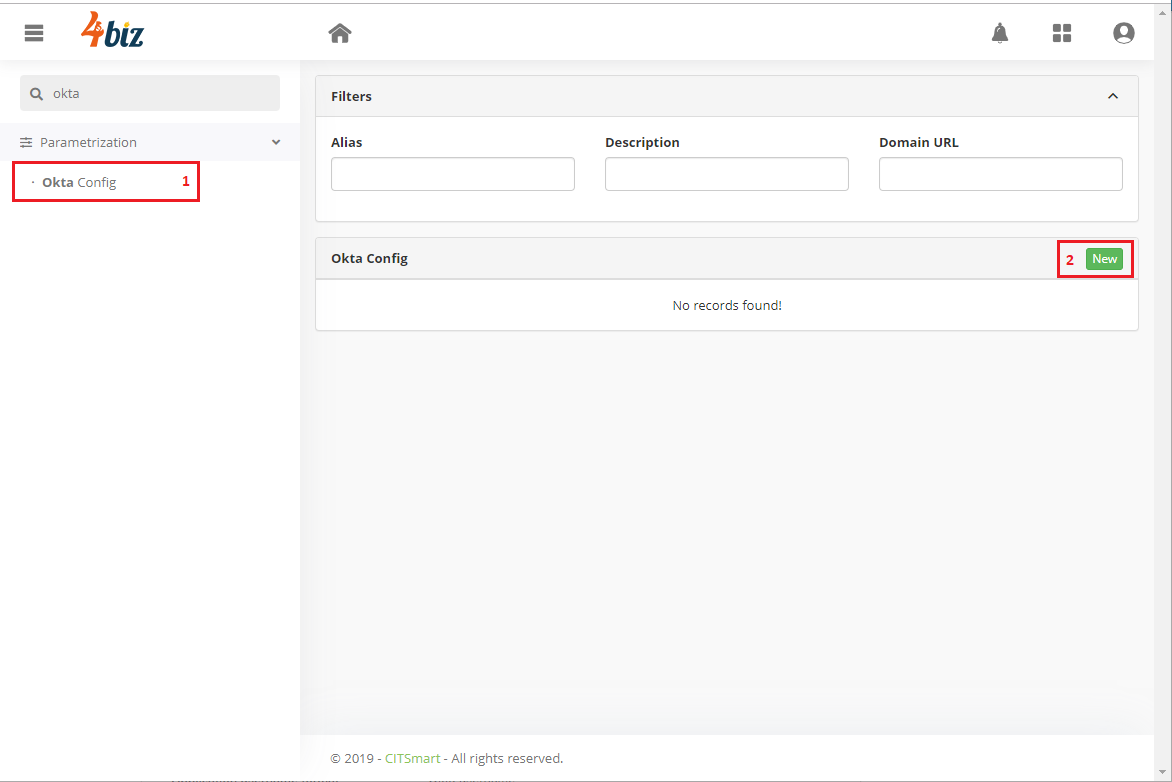 4biz
okta
Parametrization
· Okta Config 1
Filters
Alias Description Domain URL
Okta Config 2 New
No records found!
© 2019 - CITSmart - All rights reserved.